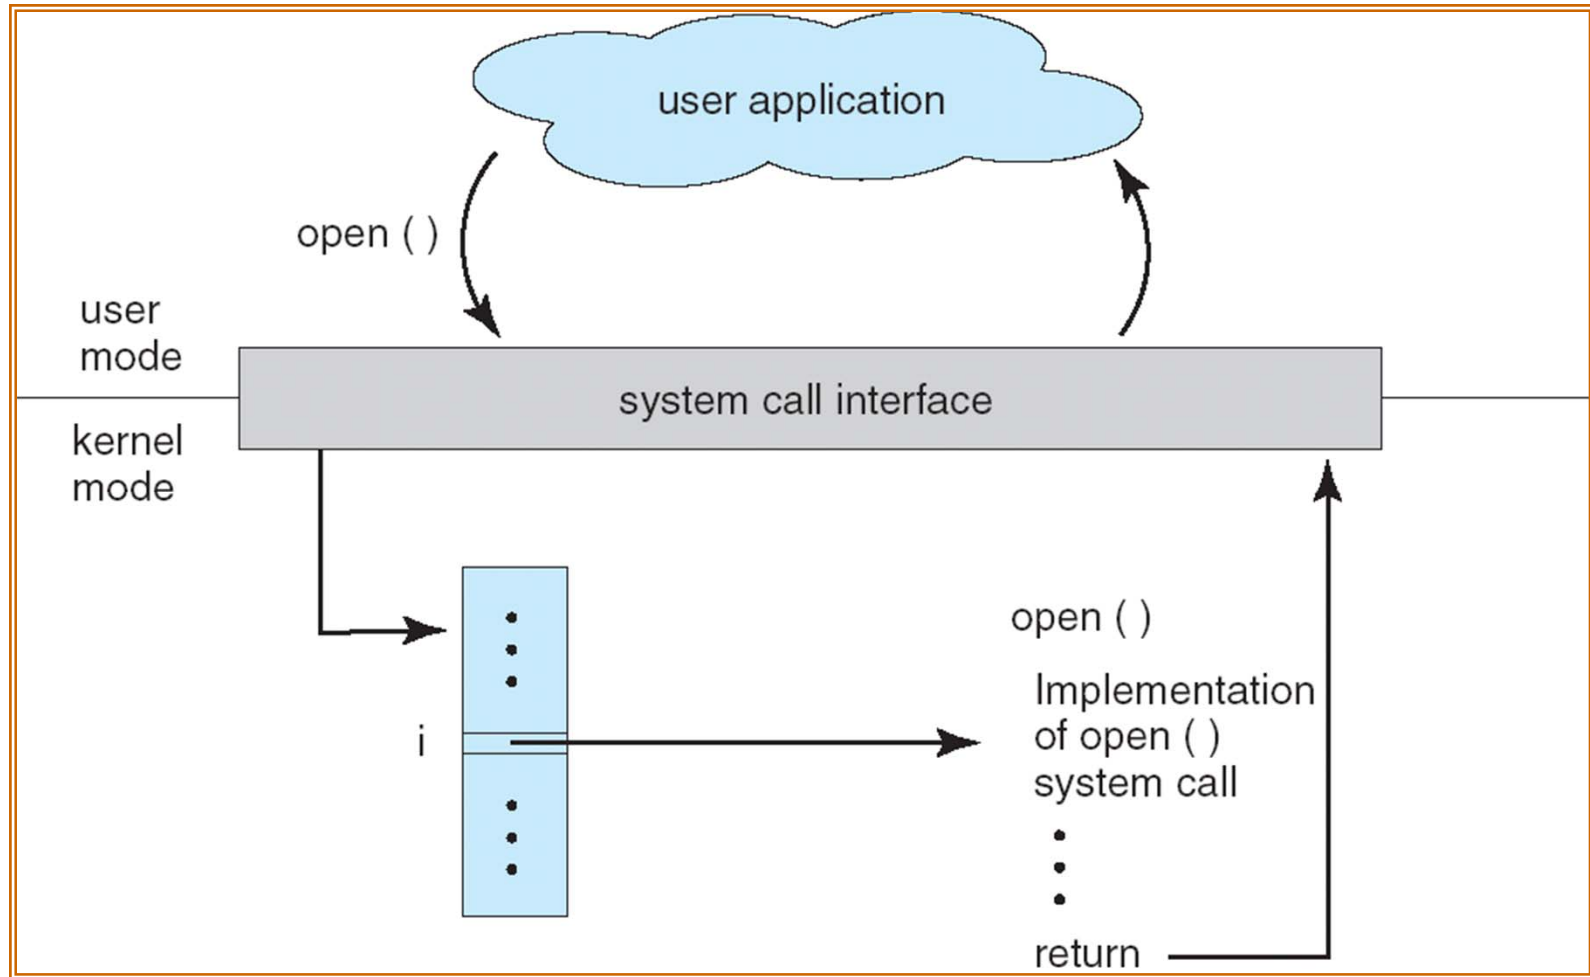 user application
open ( )
user
mode
system call interface
kernel
mode
open ( )
Implementation
of open ( )
system call
i
return